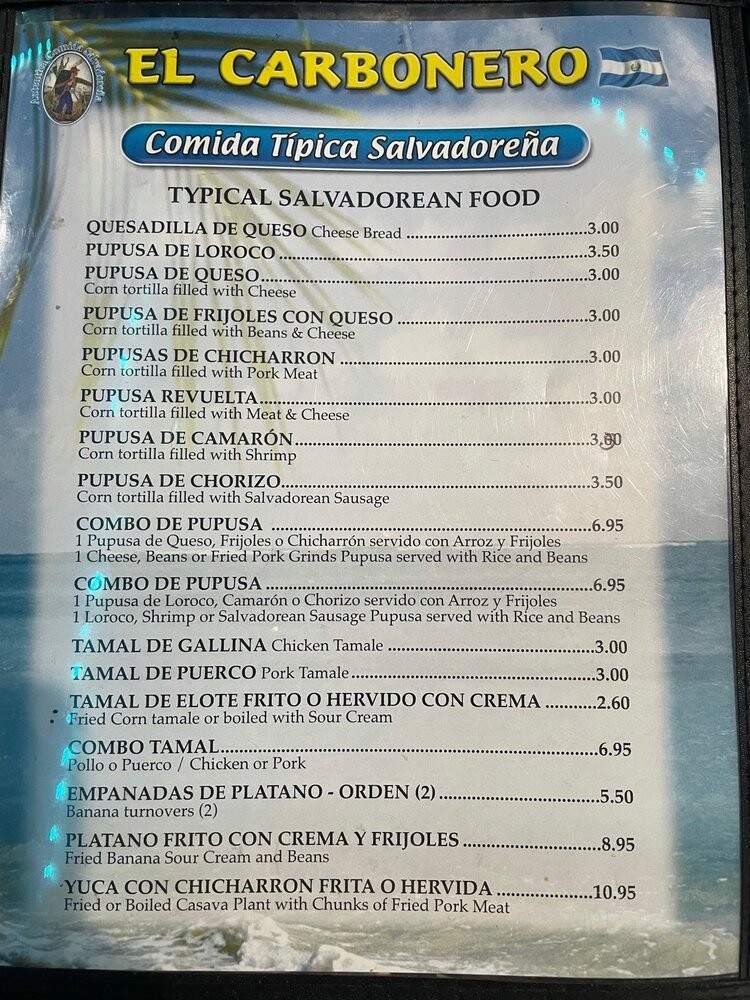 Autentica Comida Salvadoreña
EL CARBONERO
Comida Típica Salvadoreña
TYPICAL SALVADOREAN FOOD
QUESADILLA DE QUESO Cheese Bread ...3.00
PUPUSA DE LOROCO ...3.50
PUPUSA DE QUESO...3.00
Corn tortilla filled with Cheese
PUPUSA DE FRIJOLES CON QUESO ...3.00
Corn tortilla filled with Beans & Cheese
PUPUSAS DE CHICHARRON ...3.00
Corn tortilla filled with Pork Meat
PUPUSA REVUELTA...3.00
Corn tortilla filled with Meat & Cheese
PUPUSA DE CAMARÓN...
Corn tortilla filled with Shrimp
PUPUSA DE CHORIZO...3.50
Corn tortilla filled with Salvadorean Sausage
COMBO DE PUPUSA ...6.95
1 Pupusa de Queso, Frijoles o Chicharrón servido con Arroz y Frijoles
1 Cheese, Beans or Fried Pork Grinds Pupusa served with Rice and Beans
COMBO DE PUPUSA ...6.95
1 Pupusa de Loroco, Camarón o Chorizo servido con Arroz y Frijoles
1 Loroco, Shrimp or Salvadorean Sausage Pupusa served with Rice and Beans
TAMAL DE GALLINA Chicken Tamale ...3.00
TAMAL DE PUERCO Pork Tamale...3.00
TAMAL DE ELOTE FRITO O HERVIDO CON CREMA ...2.60
Fried Corn tamale or boiled with Sour Cream
COMBO TAMAL...6.95
Pollo o Puerco / Chicken or Pork
EMPANADAS DE PLATANO - ORDEN (2)...5.50
Banana turnovers (2)
PLATANO FRITO CON CREMA Y FRIJOLES ...8.95
Fried Banana Sour Cream and Beans
YUCA CON CHICHARRON FRITA O HERVIDA ...10.95
Fried or Boiled Casava Plant with Chunks of Fried Pork Meat